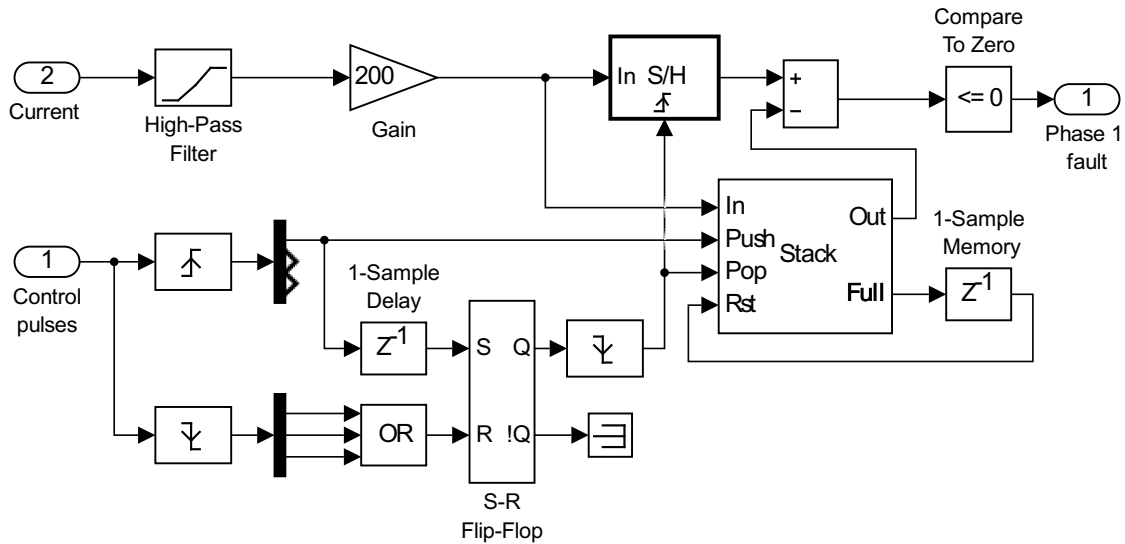 2
Current
High-Pass
Filter
200
Gain
In S/H
+
−
Compare
To Zero
<= 0
1
Phase 1
fault
In
Push
Pop
Rst
Stack
Out
Full
1-Sample
Memory
Z-1
1
Control
pulses
1-Sample
Delay
Z-1
OR
S Q
R !Q
S-R
Flip-Flop